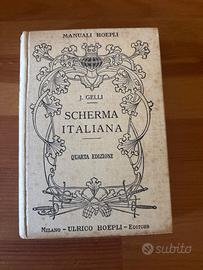 MANUALI HOEPLI
J. GELLI
SCHERMA
ITALIANA
QUARTA EDIZIONE
MILANO - ULRICO HOEPLI - EDITORE
subito